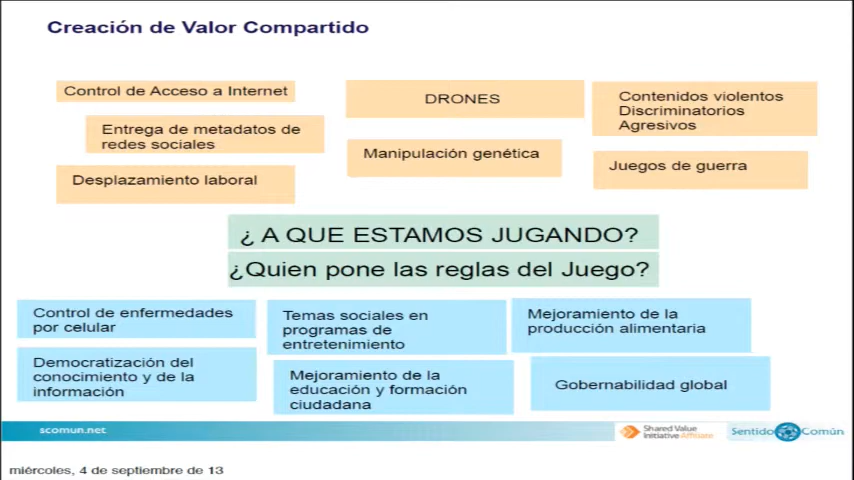 Creación de Valor Compartido
Control de Acceso a Internet
DRONES
Contenidos violentos
Discriminatorios
Agresivos
Entrega de metadatos de
redes sociales
Manipulación genética
Juegos de guerra
Desplazamiento laboral
¿ A QUE ESTAMOS JUGANDO?
¿Quien pone las reglas del Juego?
Control de enfermedades
por celular
Temas sociales en
programas de
entretenimiento
Mejoramiento de la
producción alimentaria
Democratización del
conocimiento y de la
información
Mejoramiento de la
educación y formación
ciudadana
Gobernabilidad global
scomun.net
Shared Value
Initiative Affiliate
Sentido Común
miércoles, 4 de septiembre de 13